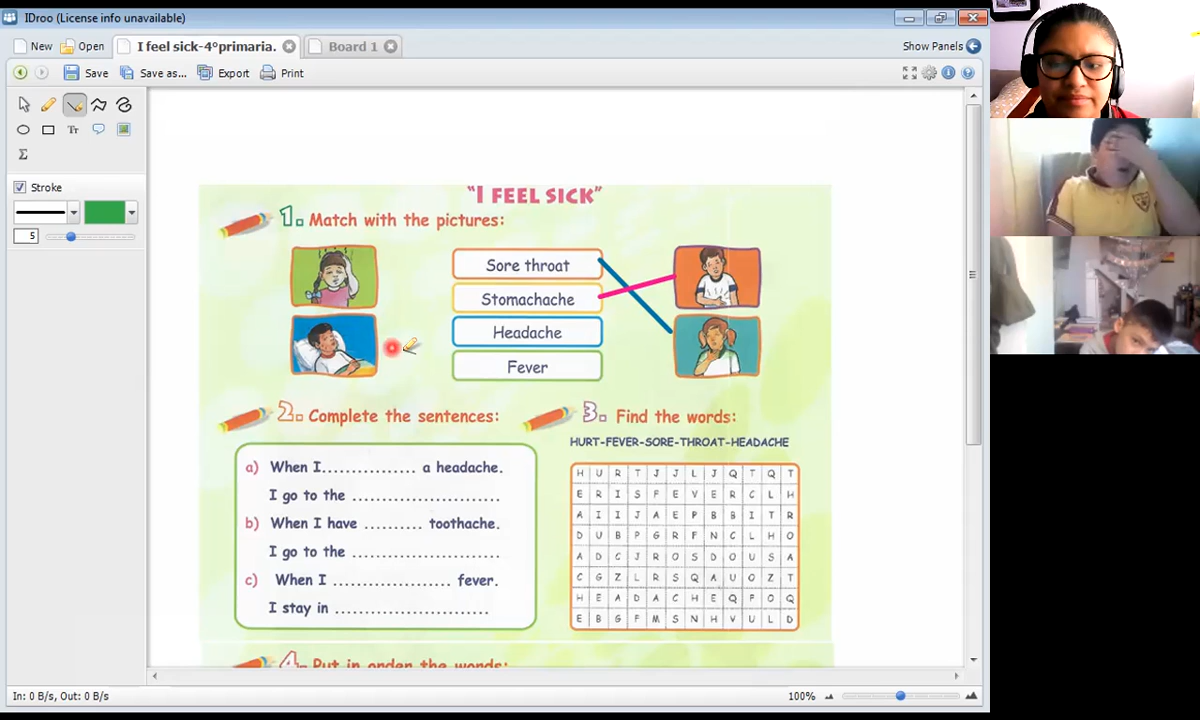 IDroo (License info unavailable)
New Open I feel sick-4°primaria. Board 1 Show Panels
Save Save as... Export Print
Tt
Σ
Stroke
5
"I FEEL SICK"
1. Match with the pictures:
Sore throat
Stomachache
Headache
Fever
2. Complete the sentences:
a) When I................ a headache.
I go to the .........................
b) When I have .......... toothache.
I go to the .........................
c) When I .................... fever.
I stay in ..........................
3. Find the words:
HURT-FEVER-SORE-THROAT-HEADACHE
H U R T J J L J Q T Q T
E R I S F E V E R C L H
A I I J A E P B B I T R
D U B P G R F N C L H O
A D C J R O S D O U S A
C G Z L R S Q A U O Z T
H E A D A C H E Q F O Q
E B G F M S N H V U L D
4. Put in order the words:
In: 0 B/s, Out: 0 B/s
100%